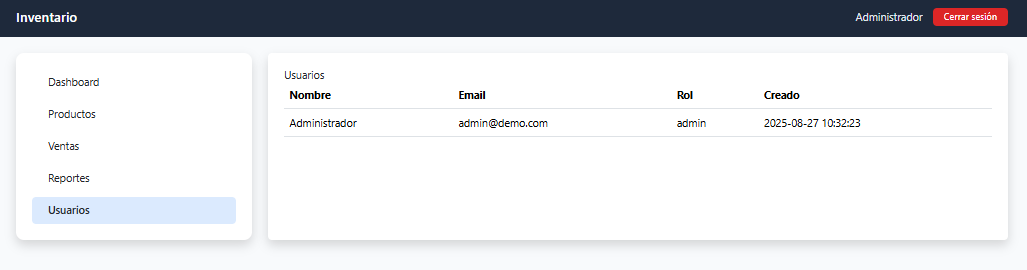 Inventario Administrador Cerrar sesión
Dashboard
Productos
Ventas
Reportes
Usuarios
Usuarios
Nombre Email Rol Creado
Administrador admin@demo.com admin 2025-08-27 10:32:23